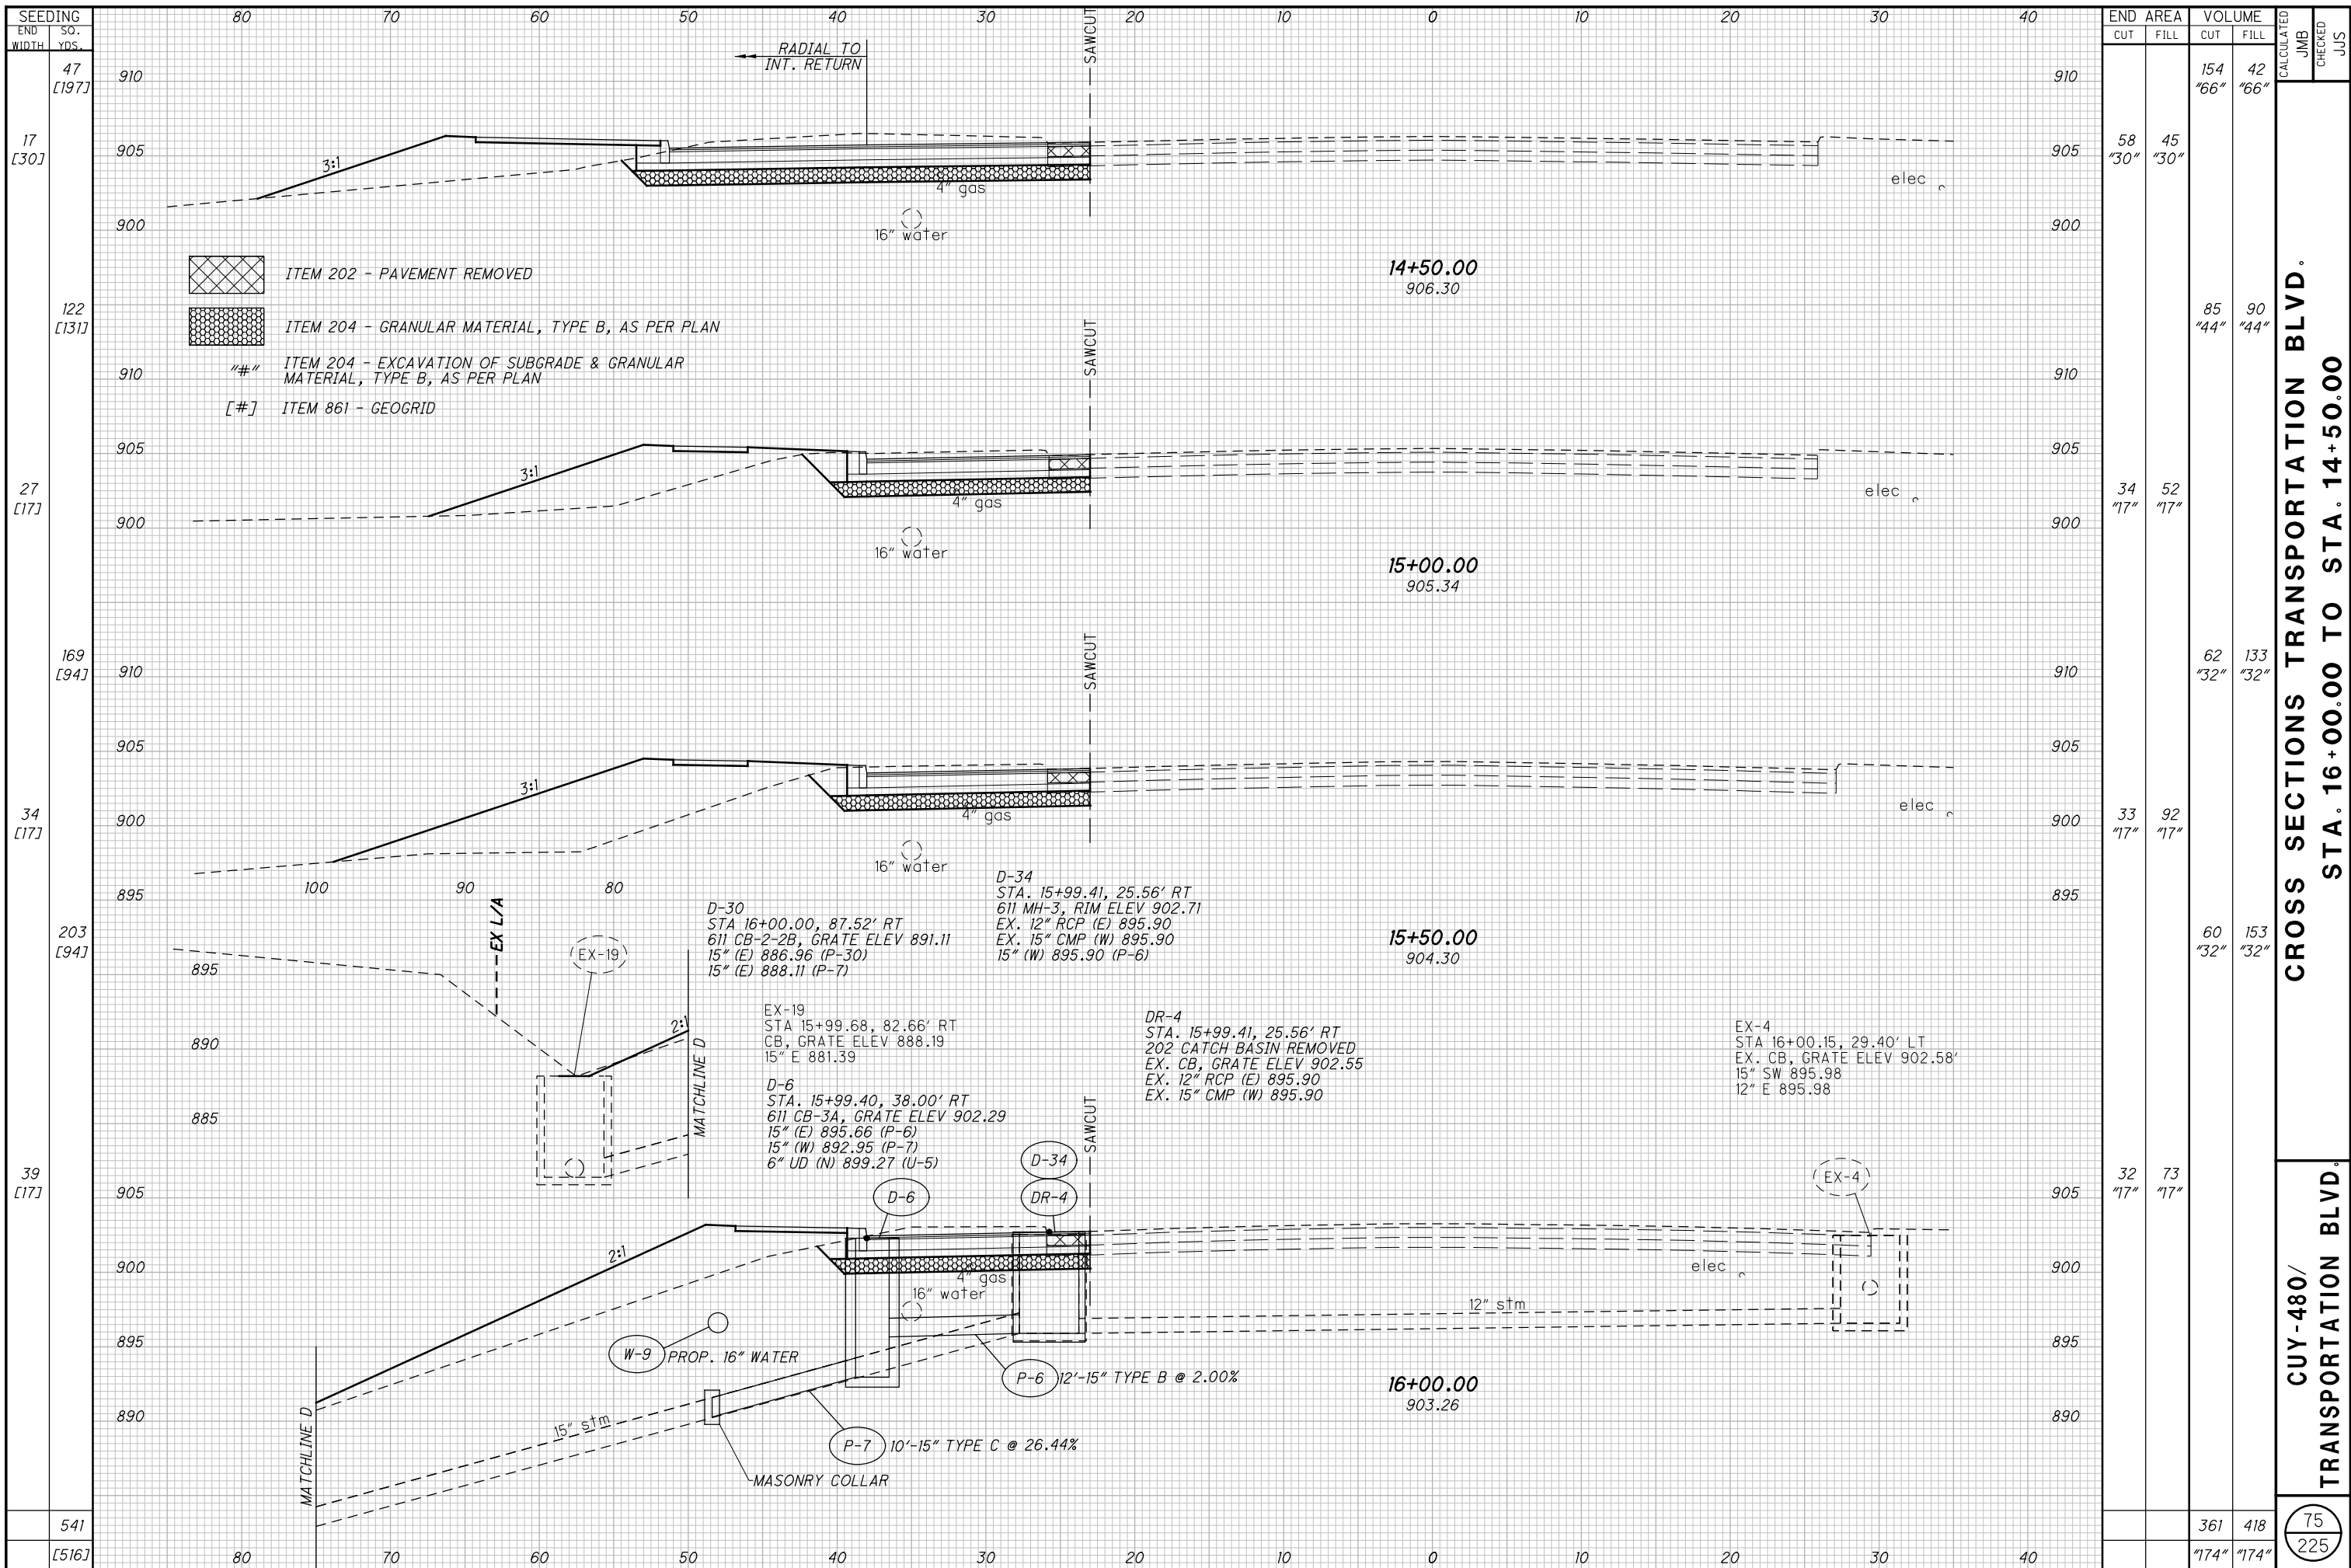 SEEDING
END WIDTH
SQ. YDS.
80 70 60 50 40 30 20 10 0 10 20 30 40
END AREA
VOLUME
CUT FILL CUT FILL
CALCULATED
JMB
CHECKED
JJS
47
[197]
17
[30]
122
[131]
27
[17]
169
[94]
34
[17]
203
[94]
39
[17]
541
[516]
RADIAL TO
INT. RETURN
SAWCUT
910 910
905 905
900 900
3:1
4" gas
16" water
elec
14+50.00
906.30
ITEM 202 - PAVEMENT REMOVED
ITEM 204 - GRANULAR MATERIAL, TYPE B, AS PER PLAN
"#" ITEM 204 - EXCAVATION OF SUBGRADE & GRANULAR
MATERIAL, TYPE B, AS PER PLAN
[#] ITEM 861 - GEOGRID
SAWCUT
910 910
905 905
900 900
3:1
4" gas
16" water
elec
15+00.00
905.34
SAWCUT
910 910
905 905
900 900
895 895
3:1
4" gas
16" water
elec
15+50.00
904.30
100 90 80
EX L/A
895
890
885
EX-19
2:1
MATCHLINE D
D-30
STA 16+00.00, 87.52' RT
611 CB-2-2B, GRATE ELEV 891.11
15" (E) 886.96 (P-30)
15" (E) 888.11 (P-7)
D-34
STA. 15+99.41, 25.56' RT
611 MH-3, RIM ELEV 902.71
EX. 12" RCP (E) 895.90
EX. 15" CMP (W) 895.90
15" (W) 895.90 (P-6)
EX-19
STA 15+99.68, 82.66' RT
CB, GRATE ELEV 888.19
15" E 881.39
D-6
STA. 15+99.40, 38.00' RT
611 CB-3A, GRATE ELEV 902.29
15" (E) 895.66 (P-6)
15" (W) 892.95 (P-7)
6" UD (N) 899.27 (U-5)
DR-4
STA. 15+99.41, 25.56' RT
202 CATCH BASIN REMOVED
EX. CB, GRATE ELEV 902.55
EX. 12" RCP (E) 895.90
EX. 15" CMP (W) 895.90
EX-4
STA 16+00.15, 29.40' LT
EX. CB, GRATE ELEV 902.58'
15" SW 895.98
12" E 895.98
SAWCUT
D-34
DR-4
D-6
EX-4
905 905
900 900
895 895
890 890
2:1
4" gas
16" water
elec
12" stm
W-9 PROP. 16" WATER
P-6 12'-15" TYPE B @ 2.00%
15" stm
P-7 10'-15" TYPE C @ 26.44%
MASONRY COLLAR
MATCHLINE D
16+00.00
903.26
80 70 60 50 40 30 20 10 0 10 20 30 40
154 42
"66" "66"
58 45
"30" "30"
85 90
"44" "44"
34 52
"17" "17"
62 133
"32" "32"
33 92
"17" "17"
60 153
"32" "32"
32 73
"17" "17"
361 418
"174" "174"
CROSS SECTIONS TRANSPORTATION BLVD.
STA. 16+00.00 TO STA. 14+50.00
CUY-480/
TRANSPORTATION BLVD.
75
225